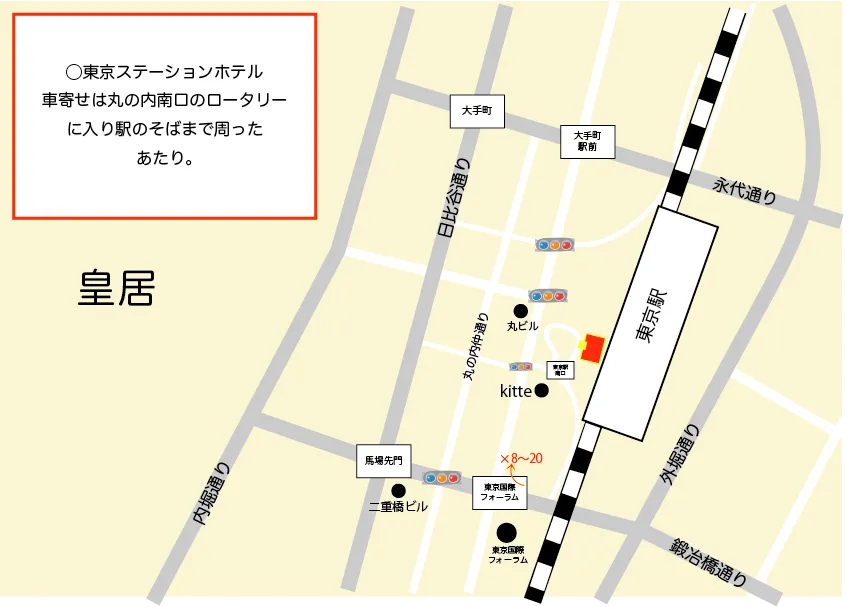 ○東京ステーションホテル
車寄せは丸の内南口のロータリー
に入り駅のそばまで周った
あたり。
大手町
大手町
駅前
永代通り
日比谷通り
皇居
東京駅
丸ビル
丸の内仲通り
東京駅
南口
kitte
×8〜20
馬場先門
東京国際
フォーラム
外堀通り
内堀通り
二重橋ビル
東京国際
フォーラム
鍛冶橋通り